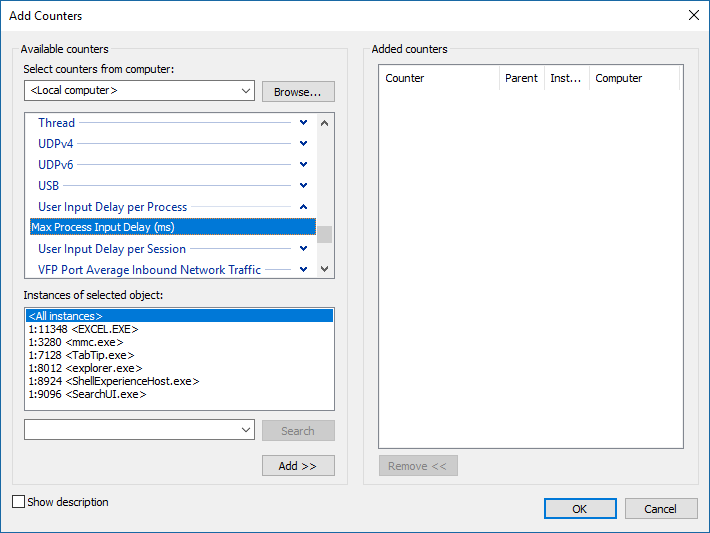 Add Counters
Available counters
Select counters from computer:
<Local computer>
Browse...
Thread
UDPv4
UDPv6
USB
User Input Delay per Process
Max Process Input Delay (ms)
User Input Delay per Session
VFP Port Average Inbound Network Traffic
Instances of selected object:
<All instances>
1:11348 <EXCEL.EXE>
1:3280 <mmc.exe>
1:7128 <TabTip.exe>
1:8012 <explorer.exe>
1:8924 <ShellExperienceHost.exe>
1:9096 <SearchUI.exe>
Search
Add >>
Added counters
Counter Parent Inst... Computer
Remove <<
Show description
OK Cancel